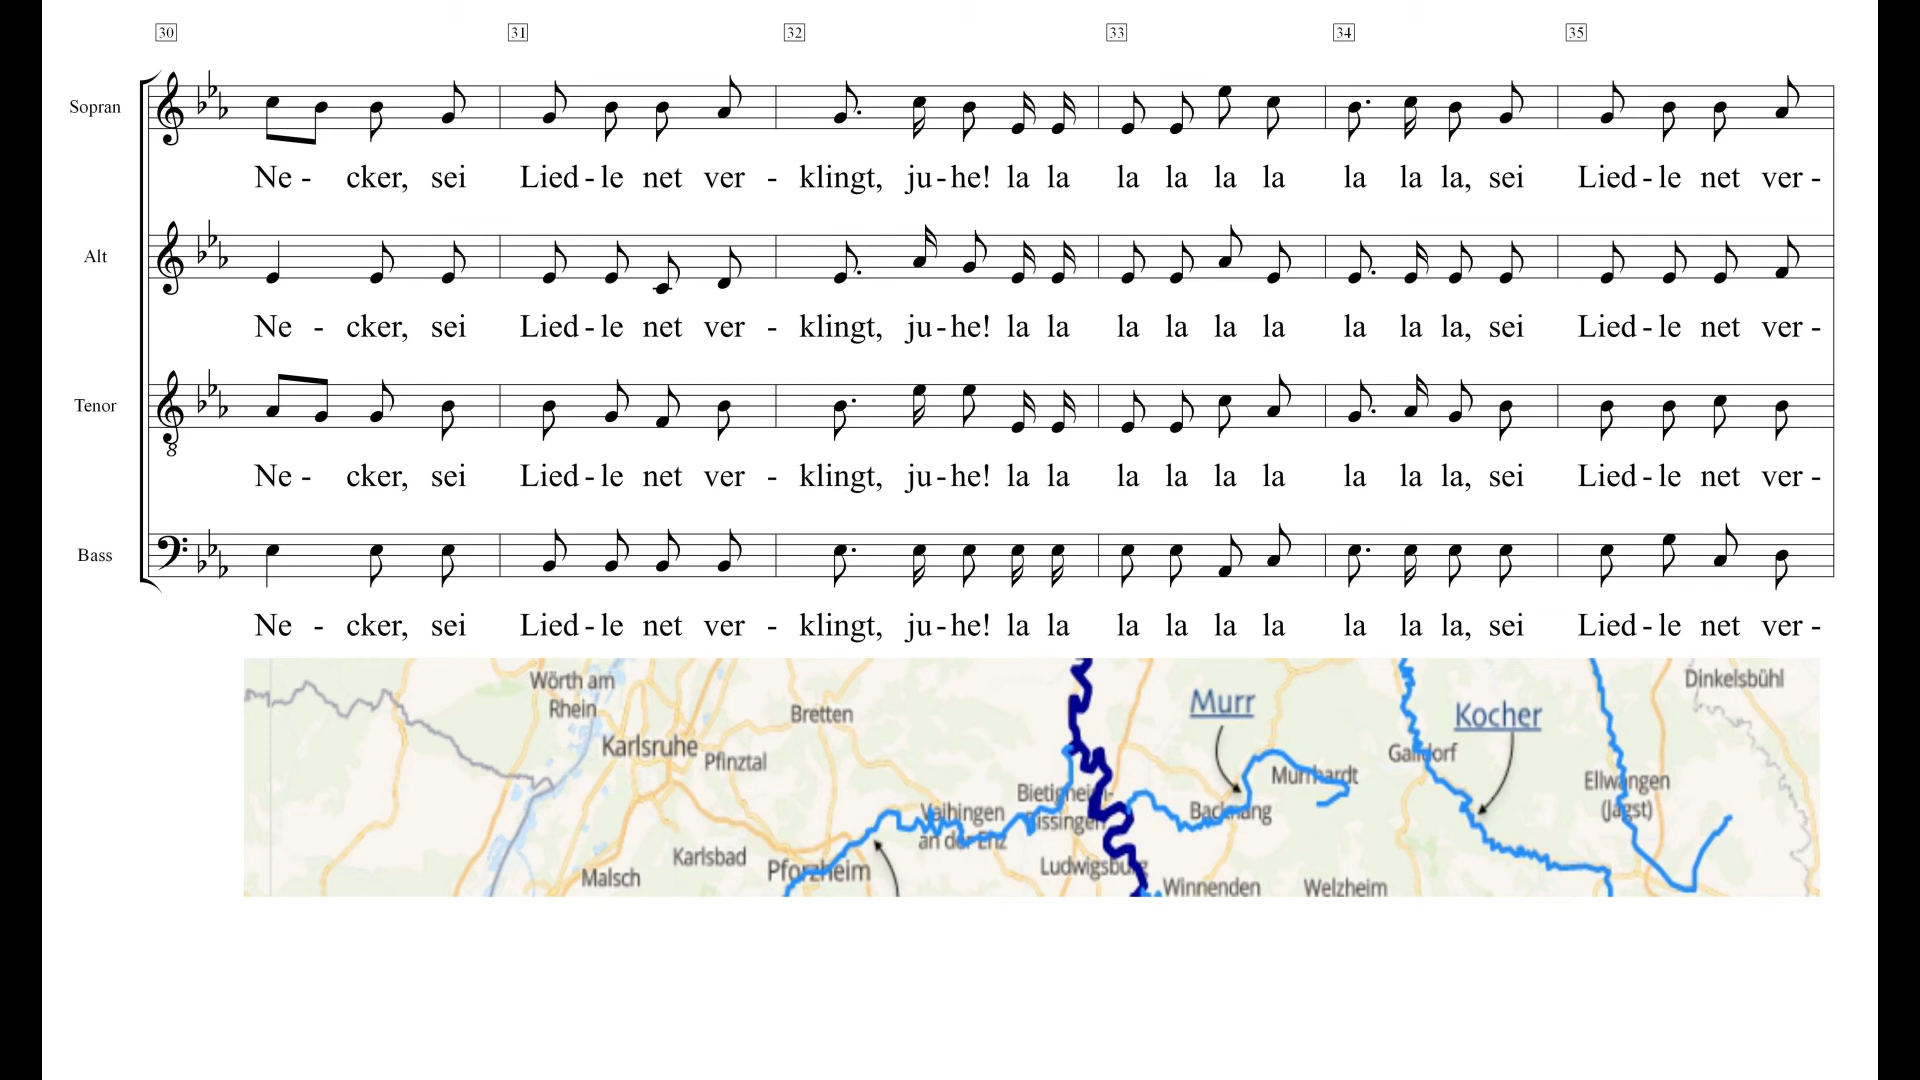 30 31 32 33 34 35
Sopran
Ne - cker, sei Lied - le net ver - klingt, ju - he! la la la la la la la la la, sei Lied - le net ver -
Alt
Ne - cker, sei Lied - le net ver - klingt, ju - he! la la la la la la la la la, sei Lied - le net ver -
Tenor
8
Ne - cker, sei Lied - le net ver - klingt, ju - he! la la la la la la la la la, sei Lied - le net ver -
Bass
Ne - cker, sei Lied - le net ver - klingt, ju - he! la la la la la la la la la, sei Lied - le net ver -
Wörth am
Rhein
Karlsruhe
Pfinztal
Bretten
Murr
Kocher
Dinkelsbühl
Gaildorf
Murrhardt
Backnang
Ellwangen
(Jagst)
Bietigheim-
Bissingen
Vaihingen
an der Enz
Ludwigsburg
Karlsbad
Pforzheim
Malsch
Winnenden
Welzheim